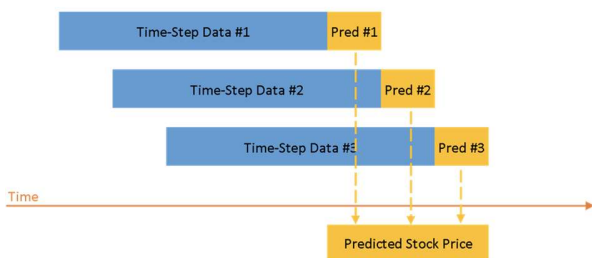 Time-Step Data #1 Pred #1
Time-Step Data #2 Pred #2
Time-Step Data #3 Pred #3
Time
Predicted Stock Price